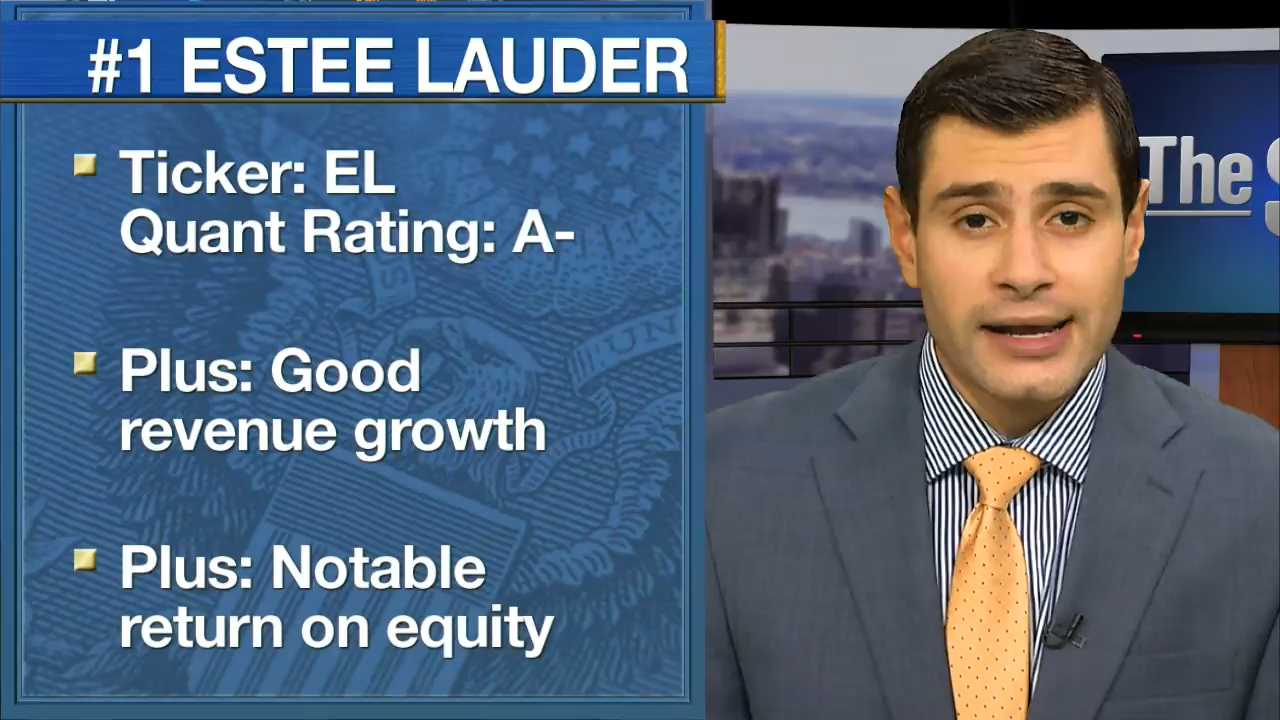 #1 ESTEE LAUDER
Ticker: EL
Quant Rating: A-
Plus: Good
revenue growth
Plus: Notable
return on equity
The